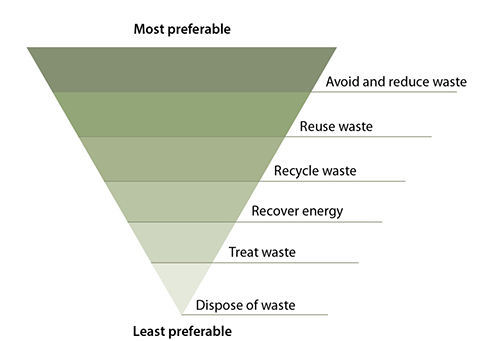 Most preferable
Avoid and reduce waste
Reuse waste
Recycle waste
Recover energy
Treat waste
Dispose of waste
Least preferable